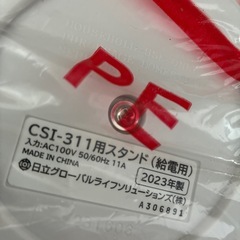 PE
CSI-311用スタンド(給電用)
入力:AC100V 50/60Hz 11A
MADE IN CHINA
2023年製
日立グローバルライフソリューションズ(株)
A306891